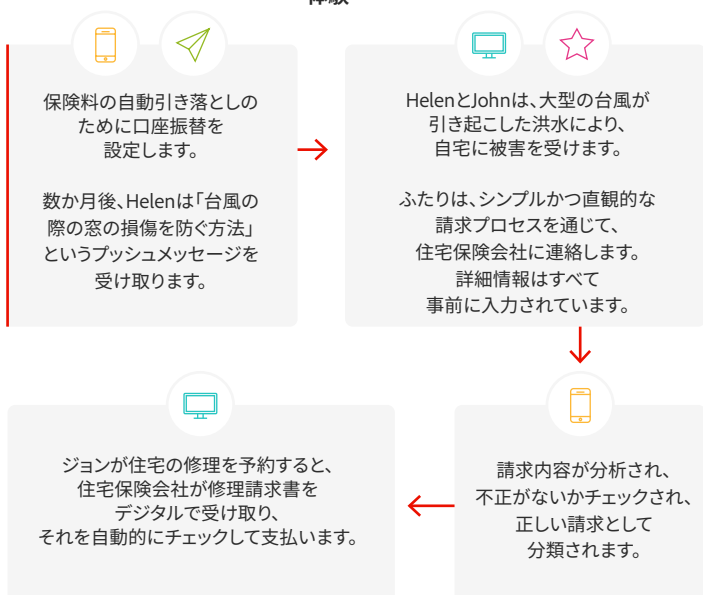 体験
保険料の自動引き落としの
ために口座振替を
設定します。
数か月後、Helenは「台風の
際の窓の損傷を防ぐ方法」
というプッシュメッセージを
受け取ります。
HelenとJohnは、大型の台風が
引き起こした洪水により、
自宅に被害を受けます。
ふたりは、シンプルかつ直観的な
請求プロセスを通じて、
住宅保険会社に連絡します。
詳細情報はすべて
事前に入力されています。
請求内容が分析され、
不正がないかチェックされ、
正しい請求として
分類されます。
ジョンが住宅の修理を予約すると、
住宅保険会社が修理請求書を
デジタルで受け取り、
それを自動的にチェックして支払います。